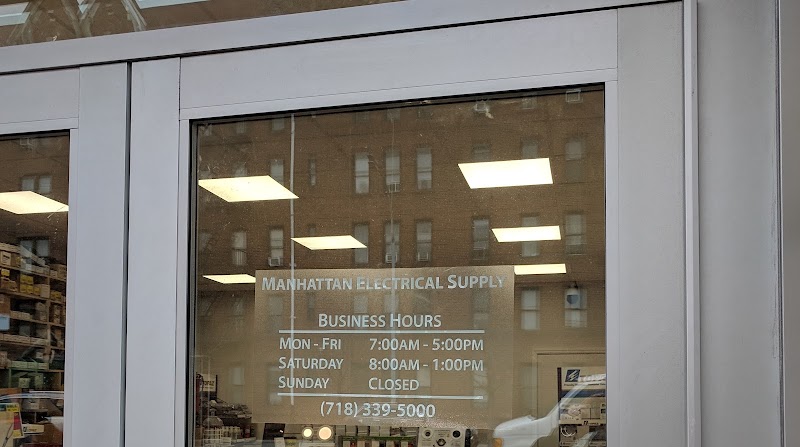 MANHATTAN ELECTRICAL SUPPLY
BUSINESS HOURS
MON - FRI 7:00AM - 5:00PM
SATURDAY 8:00AM - 1:00PM
SUNDAY CLOSED
(718) 339-5000